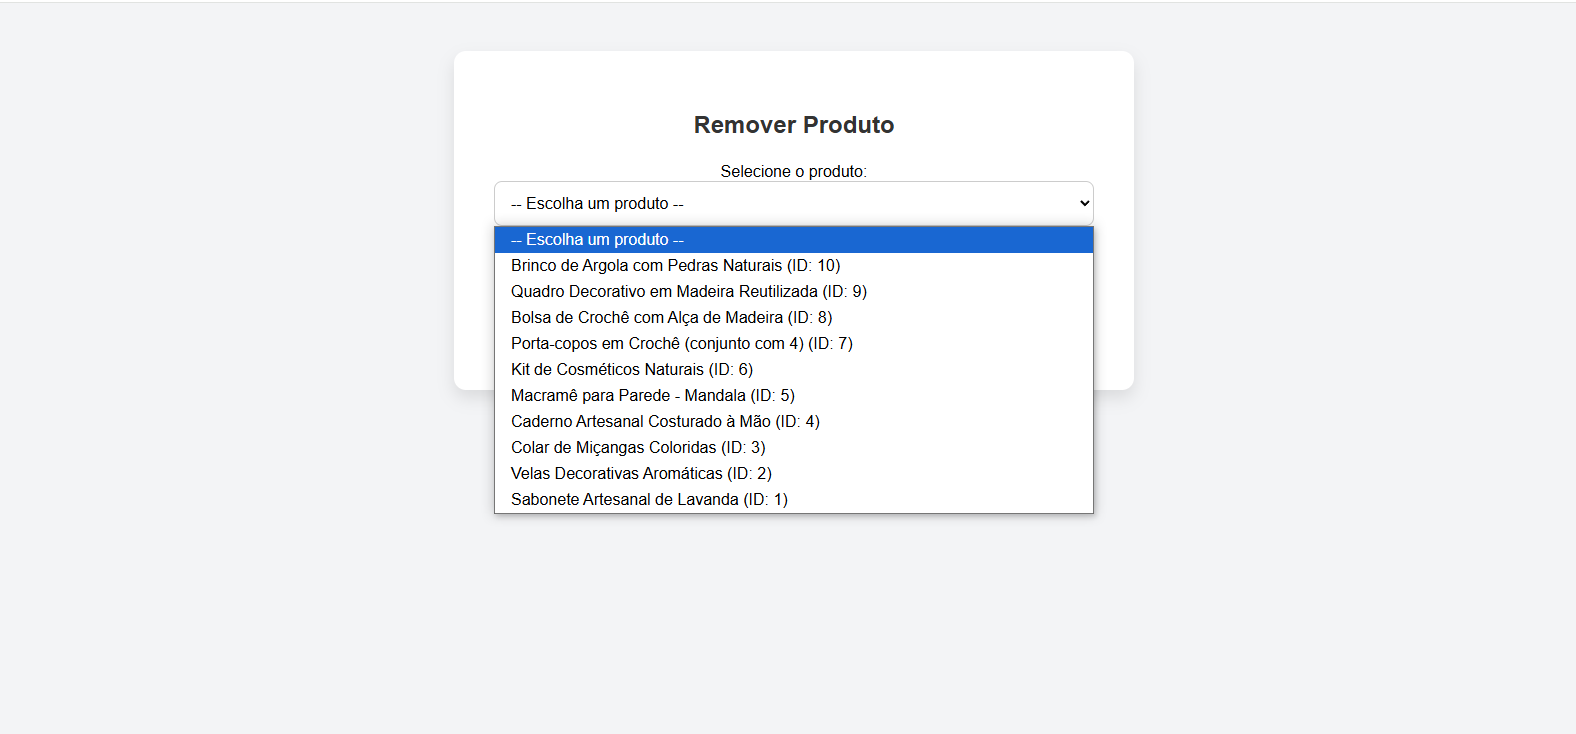 Remover Produto
Selecione o produto:
-- Escolha um produto --
-- Escolha um produto --
Brinco de Argola com Pedras Naturais (ID: 10)
Quadro Decorativo em Madeira Reutilizada (ID: 9)
Bolsa de Crochê com Alça de Madeira (ID: 8)
Porta-copos em Crochê (conjunto com 4) (ID: 7)
Kit de Cosméticos Naturais (ID: 6)
Macramê para Parede - Mandala (ID: 5)
Caderno Artesanal Costurado à Mão (ID: 4)
Colar de Miçangas Coloridas (ID: 3)
Velas Decorativas Aromáticas (ID: 2)
Sabonete Artesanal de Lavanda (ID: 1)